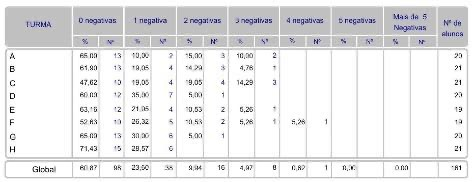 TURMA 0 negativas 1 negativa 2 negativas 3 negativas 4 negativas 5 negativas Mais de 5 Negativas Nº de alunos
% Nº % Nº % Nº % Nº % Nº % Nº % Nº
A 65,00 13 10,00 2 15,00 3 10,00 2 20
B 61,90 13 19,05 4 14,29 3 4,76 1 21
C 47,62 10 19,05 4 19,05 4 14,29 3 21
D 60,00 12 35,00 7 5,00 1 20
E 63,16 12 21,05 4 10,53 2 5,26 1 19
F 52,63 10 26,32 5 10,53 2 5,26 1 5,26 1 19
G 65,00 13 30,00 6 5,00 1 20
H 71,43 15 28,57 6 21
Global 60,87 98 23,60 38 9,94 16 4,97 8 0,62 1 0,00 0,00 161